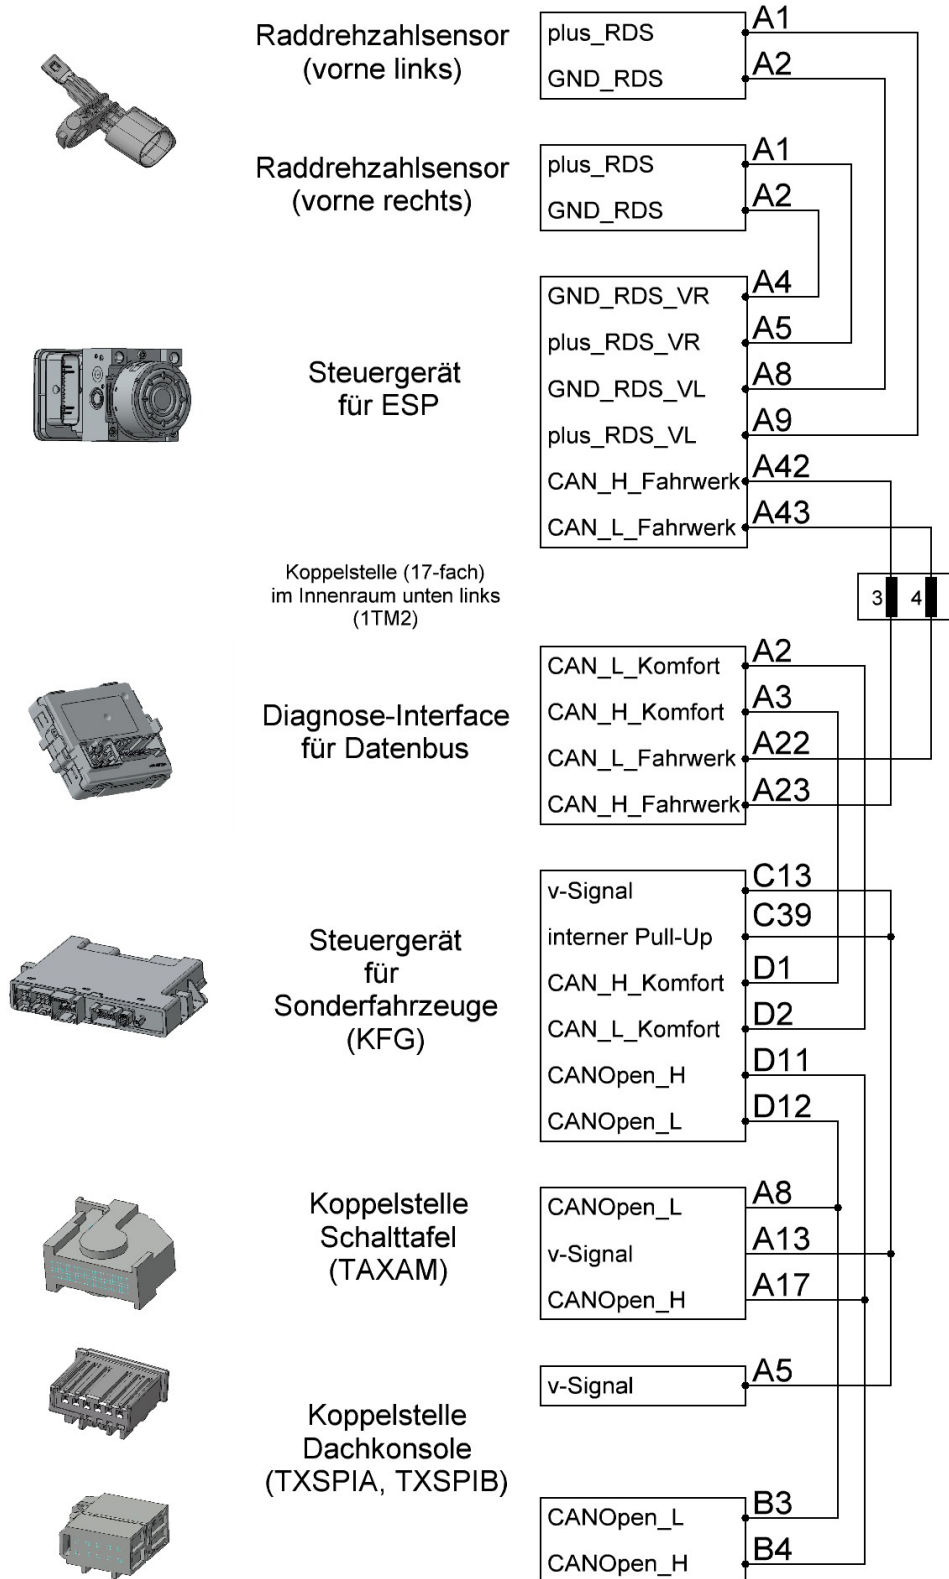 Raddrehzahlsensor
(vorne links)
plus_RDS
A1
GND_RDS
A2
Raddrehzahlsensor
(vorne rechts)
plus_RDS
A1
GND_RDS
A2
Steuergerät
für ESP
GND_RDS_VR
A4
plus_RDS_VR
A5
GND_RDS_VL
A8
plus_RDS_VL
A9
CAN_H_Fahrwerk
A42
CAN_L_Fahrwerk
A43
Koppelstelle (17-fach)
im Innenraum unten links
(1TM2)
3
4
Diagnose-Interface
für Datenbus
CAN_L_Komfort
A2
CAN_H_Komfort
A3
CAN_L_Fahrwerk
A22
CAN_H_Fahrwerk
A23
Steuergerät
für
Sonderfahrzeuge
(KFG)
v-Signal
C13
interner Pull-Up
C39
CAN_H_Komfort
D1
CAN_L_Komfort
D2
CANOpen_H
D11
CANOpen_L
D12
Koppelstelle
Schalttafel
(TAXAM)
CANOpen_L
A8
v-Signal
A13
CANOpen_H
A17
Koppelstelle
Dachkonsole
(TXSPIA, TXSPIB)
v-Signal
A5
CANOpen_L
B3
CANOpen_H
B4